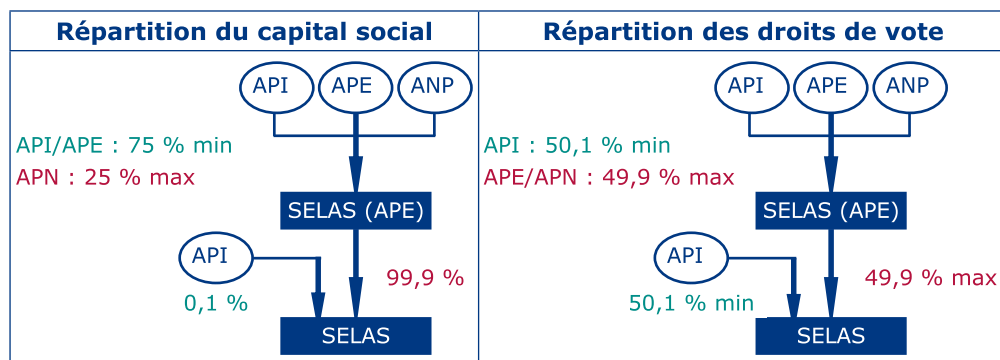 Répartition du capital social
API APE ANP
API/APE : 75 % min
APN : 25 % max
SELAS (APE)
API
99,9 %
0,1 %
SELAS
Répartition des droits de vote
API APE ANP
API : 50,1 % min
APE/APN : 49,9 % max
SELAS (APE)
API
49,9 % max
50,1 % min
SELAS